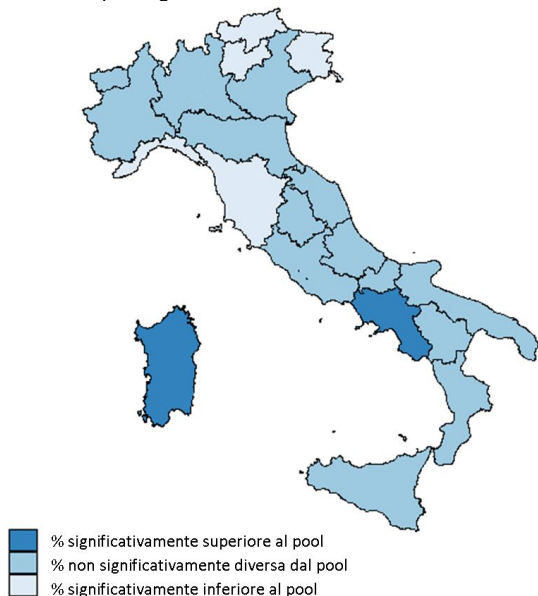 % significativamente superiore al pool
% non significativamente diversa dal pool
% significativamente inferiore al pool